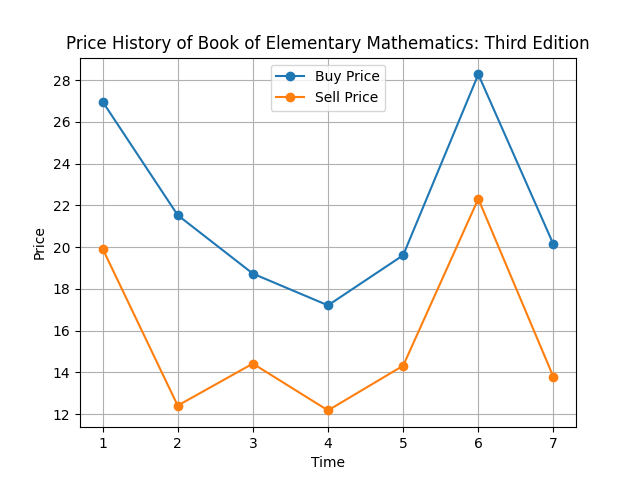 Price History of Book of Elementary Mathematics: Third Edition
Buy Price
Sell Price
28
26
24
22
20
18
16
14
12
Price
1 2 3 4 5 6 7
Time